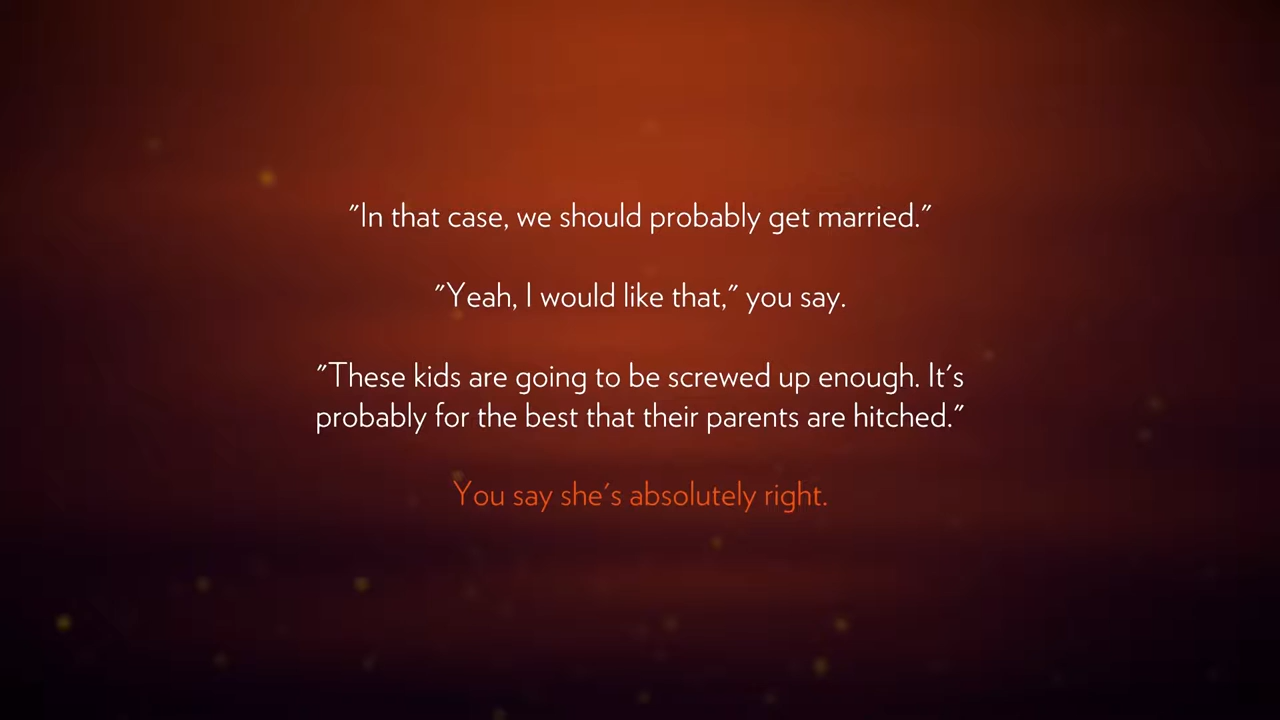 "In that case, we should probably get married."
"Yeah, I would like that," you say.
"These kids are going to be screwed up enough. It's
probably for the best that their parents are hitched."
You say she's absolutely right.